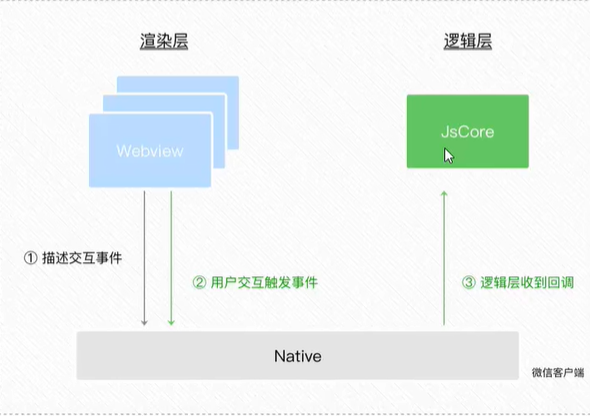 渲染层
逻辑层
Webview
JsCore
① 描述交互事件
② 用户交互触发事件
③ 逻辑层收到回调
Native
微信客户端